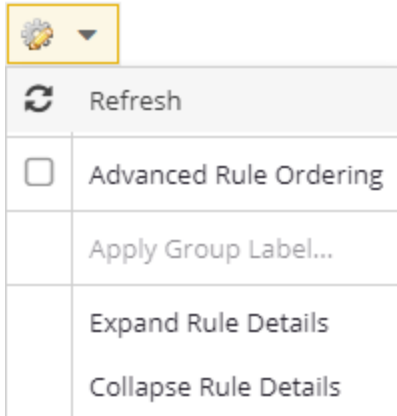 Refresh
Advanced Rule Ordering
Apply Group Label...
Expand Rule Details
Collapse Rule Details